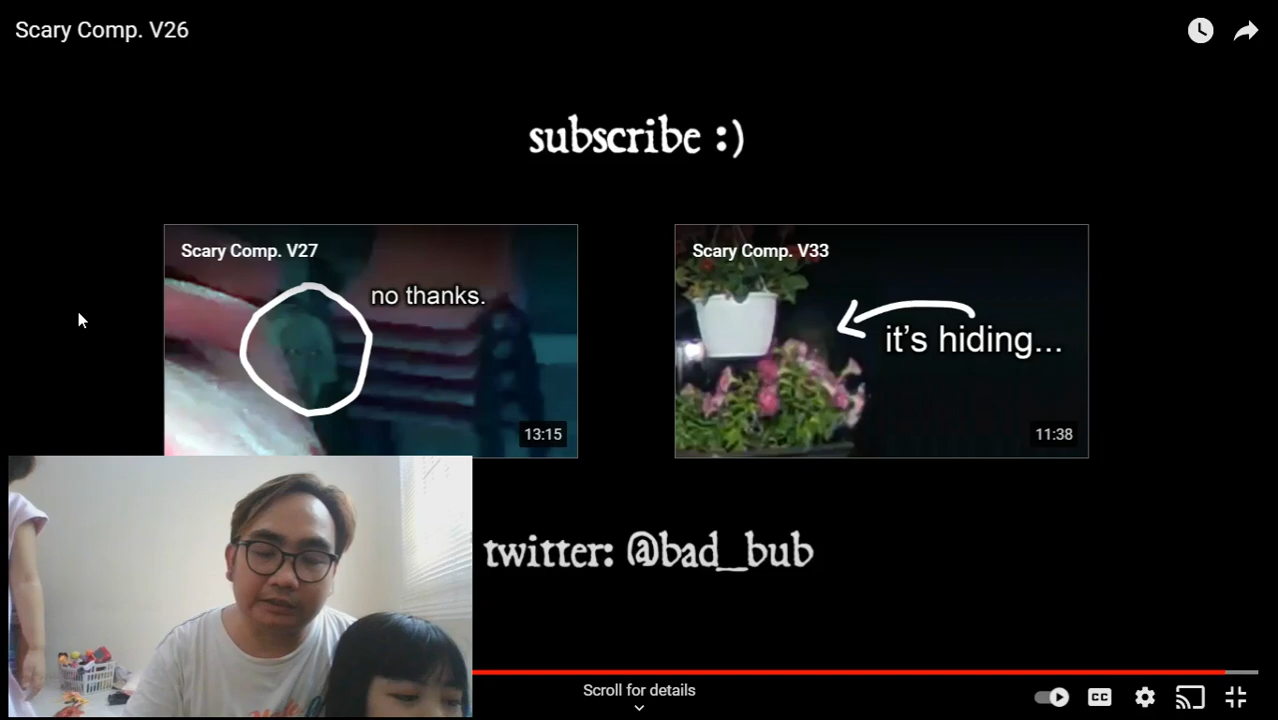 Scary Comp. V26
subscribe :)
Scary Comp. V27
no thanks.
13:15
Scary Comp. V33
it's hiding...
11:38
twitter: @bad_bub
Scroll for details
CC